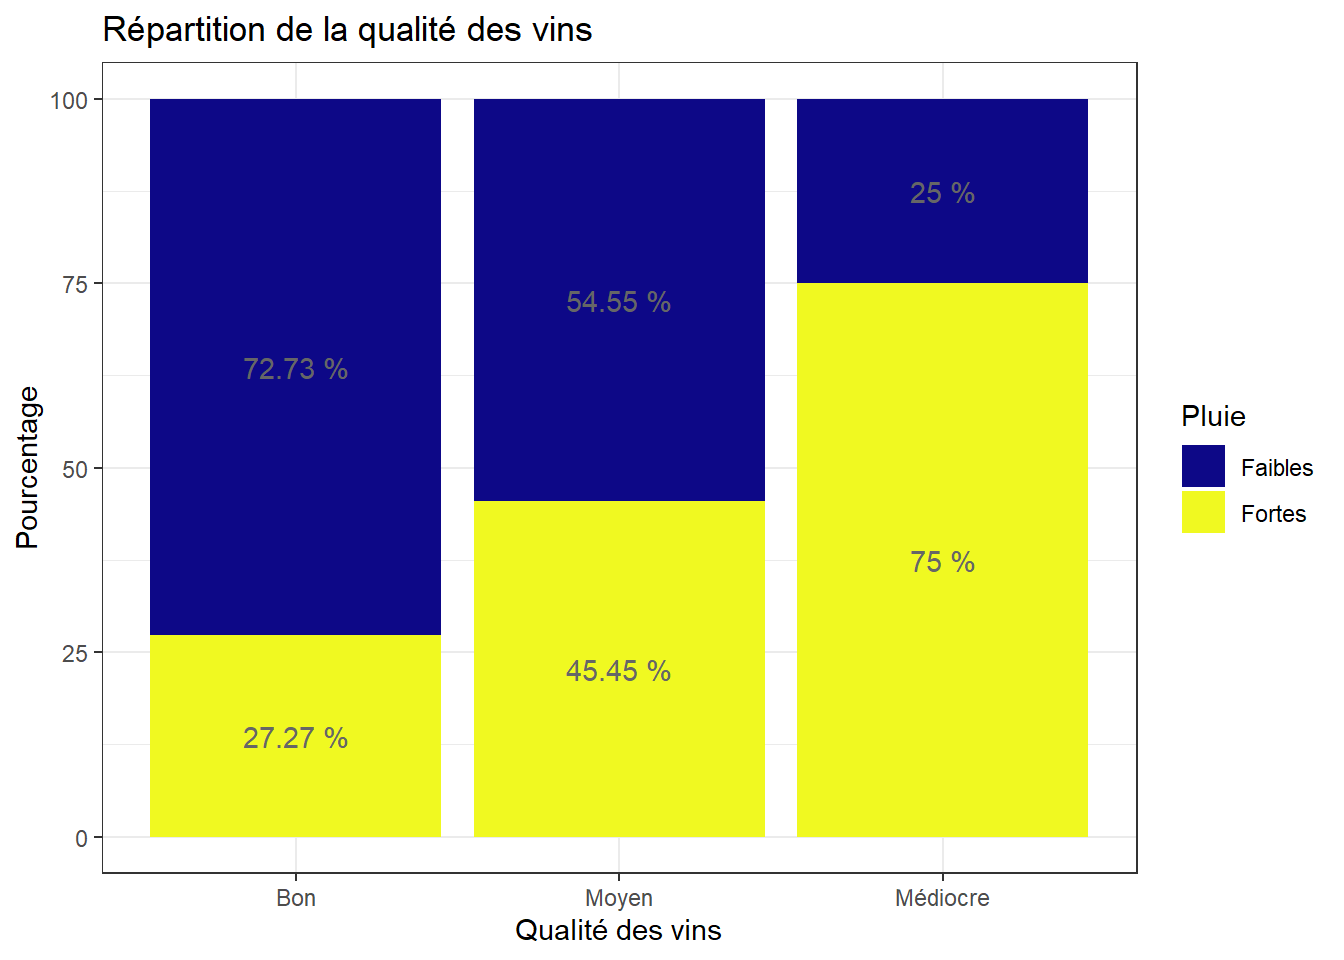 Répartition de la qualité des vins
100
75
50
25
0
Pourcentage
72.73 %
27.27 %
54.55 %
45.45 %
25 %
75 %
Bon
Moyen
Médiocre
Qualité des vins
Pluie
Faibles
Fortes